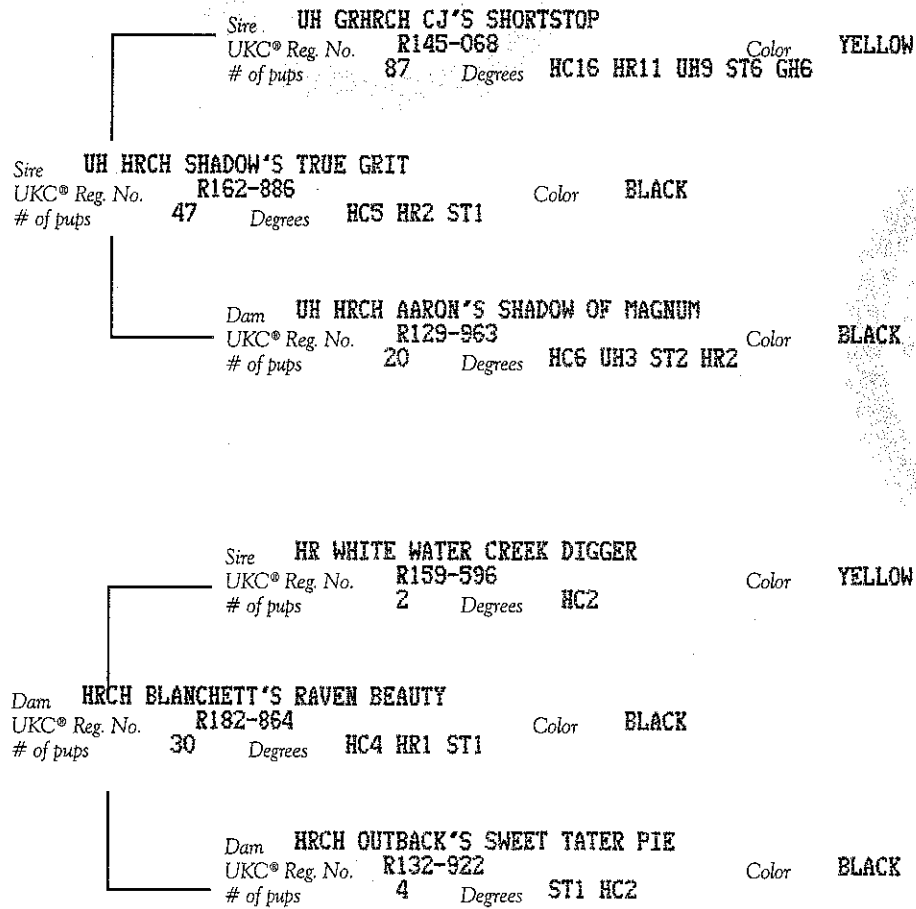 Sire UH GRHRCH CJ'S SHORTSTOP
UKC® Reg. No. R145-068 Color YELLOW
# of pups 87 Degrees HC16 HR11 UH9 ST6 GH6
Sire UH HRCH SHADOW'S TRUE GRIT
UKC® Reg. No. R162-886 Color BLACK
# of pups 47 Degrees HC5 HR2 ST1
Dam UH HRCH AARON'S SHADOW OF MAGNUM
UKC® Reg. No. R129-963 Color BLACK
# of pups 20 Degrees HC6 UH3 ST2 HR2
Sire HR WHITE WATER CREEK DIGGER
UKC® Reg. No. R159-596 Color YELLOW
# of pups 2 Degrees HC2
Dam HRCH BLANCHETT'S RAVEN BEAUTY
UKC® Reg. No. R182-864 Color BLACK
# of pups 30 Degrees HC4 HR1 ST1
Dam HRCH OUTBACK'S SWEET TATER PIE
UKC® Reg. No. R132-922 Color BLACK
# of pups 4 Degrees ST1 HC2